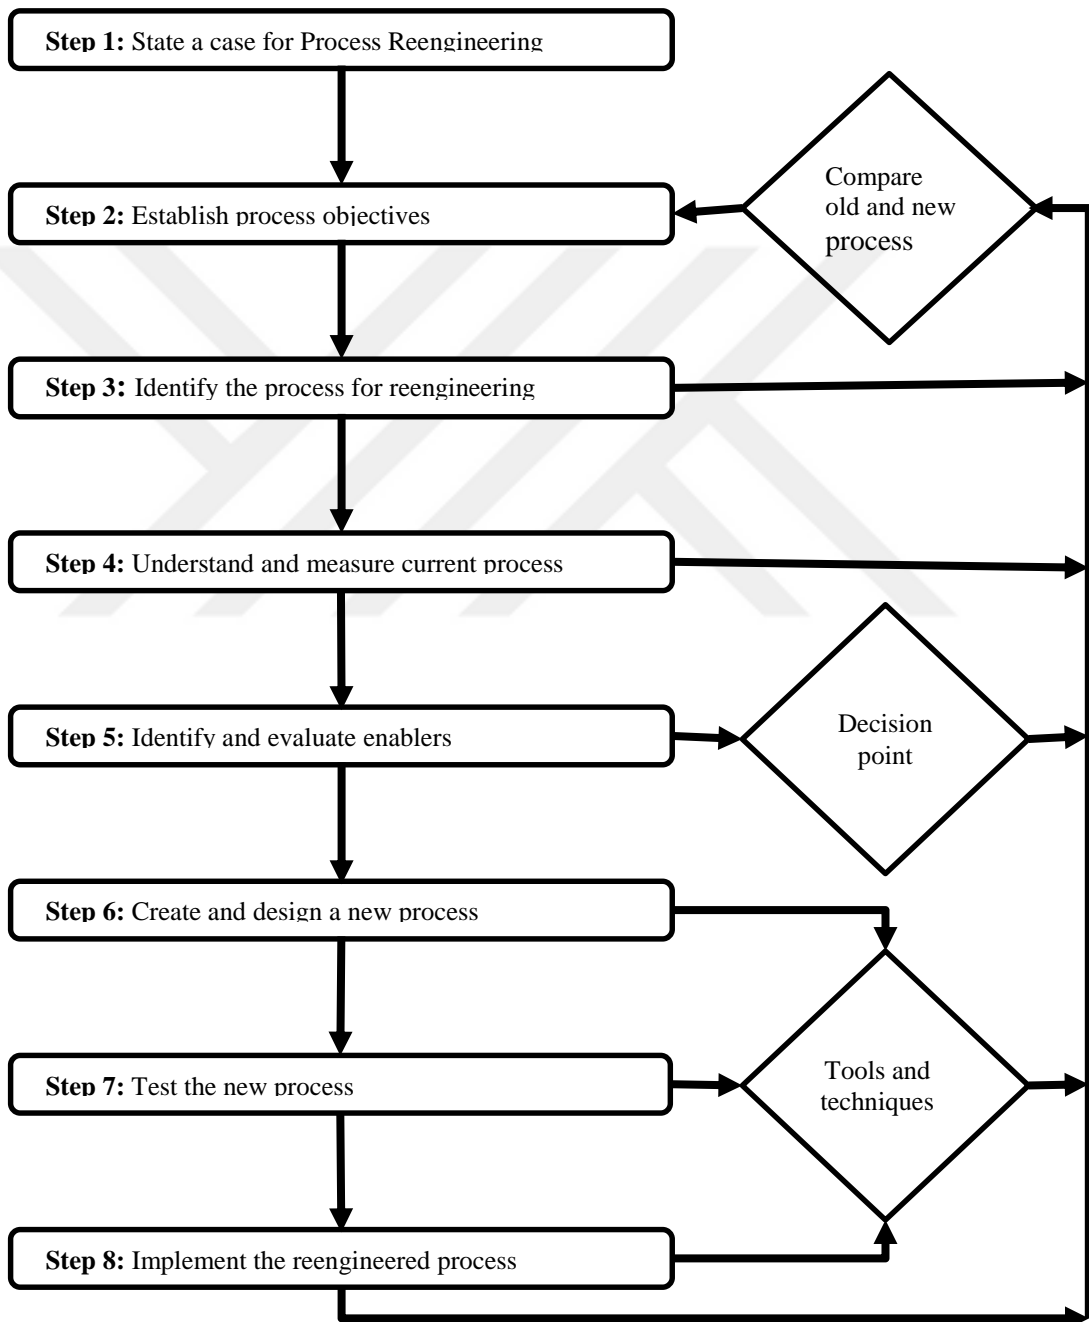 Step 1: State a case for Process Reengineering
Compare
old and new
process
Step 2: Establish process objectives
Step 3: Identify the process for reengineering
Step 4: Understand and measure current process
Step 5: Identify and evaluate enablers
Decision
point
Step 6: Create and design a new process
Step 7: Test the new process
Tools and
techniques
Step 8: Implement the reengineered process